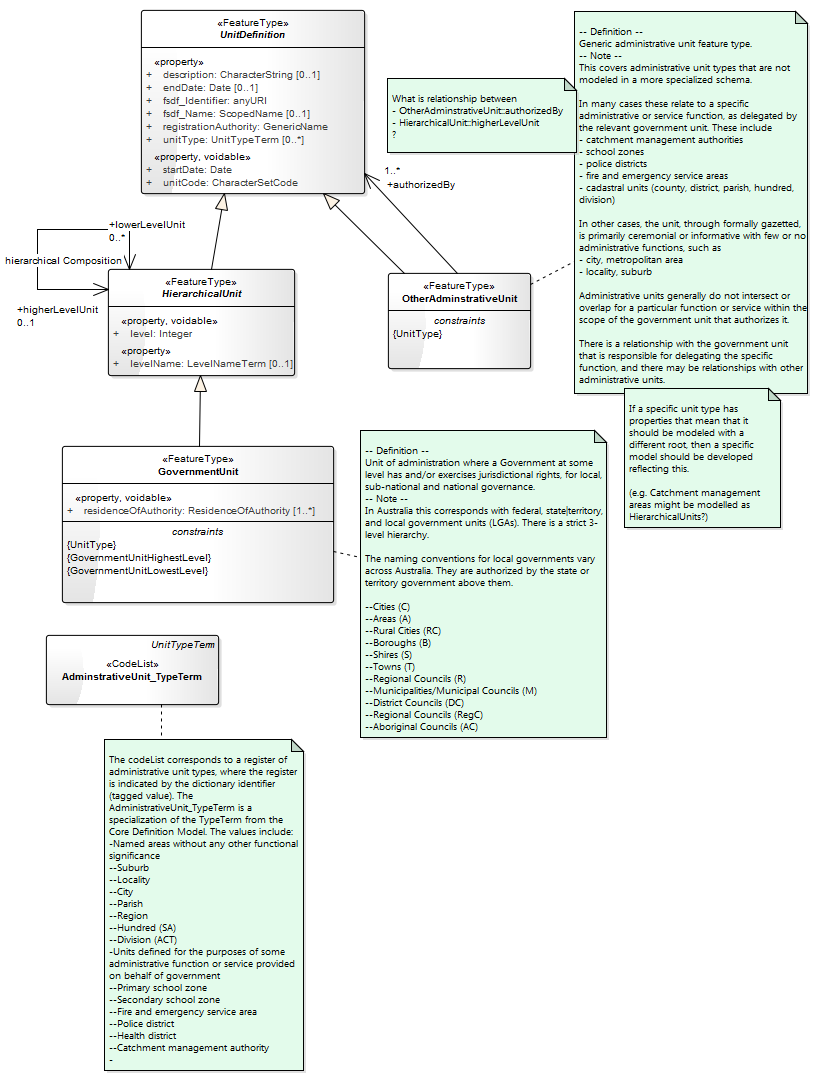 «FeatureType»
UnitDefinition
«property»
+ description: CharacterString [0..1]
+ endDate: Date [0..1]
+ fsdf_Identifier: anyURI
+ fsdf_Name: ScopedName [0..1]
+ registrationAuthority: GenericName
+ unitType: UnitTypeTerm [0..*]
«property, voidable»
+ startDate: Date
+ unitCode: CharacterSetCode
What is relationship between
- OtherAdminstrativeUnit::authorizedBy
- HierarchicalUnit::higherLevelUnit
?
-- Definition --
Generic administrative unit feature type.
-- Note --
This covers administrative unit types that are not
modeled in a more specialized schema.
In many cases these relate to a specific
administrative or service function, as delegated by
the relevant government unit. These include
- catchment management authorities
- school zones
- police districts
- fire and emergency service areas
- cadastral units (county, district, parish, hundred,
division)
In other cases, the unit, through formally gazetted,
is primarily ceremonial or informative with few or no
administrative functions, such as
- city, metropolitan area
- locality, suburb
Administrative units generally do not intersect or
overlap for a particular function or service within the
scope of the government unit that authorizes it.
There is a relationship with the government unit
that is responsible for delegating the specific
function, and there may be relationships with other
administrative units.
1..*
+authorizedBy
+lowerLevelUnit
0..*
hierarchical Composition
+higherLevelUnit
0..1
«FeatureType»
HierarchicalUnit
«property, voidable»
+ level: Integer
«property»
+ levelName: LevelNameTerm [0..1]
«FeatureType»
OtherAdminstrativeUnit
constraints
{UnitType}
If a specific unit type has
properties that mean that it
should be modeled with a
different root, then a specific
model should be developed
reflecting this.
(e.g. Catchment management
areas might be modelled as
HierarchicalUnits?)
«FeatureType»
GovernmentUnit
«property, voidable»
+ residenceOfAuthority: ResidenceOfAuthority [1..*]
constraints
{UnitType}
{GovernmentUnitHighestLevel}
{GovernmentUnitLowestLevel}
-- Definition --
Unit of administration where a Government at some
level has and/or exercises jurisdictional rights, for local,
sub-national and national governance.
-- Note --
In Australia this corresponds with federal, state|territory,
and local government units (LGAs). There is a strict 3-
level hierarchy.
The naming conventions for local governments vary
across Australia. They are authorized by the state or
territory government above them.
--Cities (C)
--Areas (A)
--Rural Cities (RC)
--Boroughs (B)
--Shires (S)
--Towns (T)
--Regional Councils (R)
--Municipalities/Municipal Councils (M)
--District Councils (DC)
--Regional Councils (RegC)
--Aboriginal Councils (AC)
UnitTypeTerm
«CodeList»
AdminstrativeUnit_TypeTerm
The codeList corresponds to a register of
administrative unit types, where the register
is indicated by the dictionary identifier
(tagged value). The
AdministrativeUnit_TypeTerm is a
specialization of the TypeTerm from the
Core Definition Model. The values include:
-Named areas without any other functional
significance
--Suburb
--Locality
--City
--Parish
--Region
--Hundred (SA)
--Division (ACT)
-Units defined for the purposes of some
administrative function or service provided
on behalf of government
--Primary school zone
--Secondary school zone
--Fire and emergency service area
--Police district
--Health district
--Catchment management authority
-